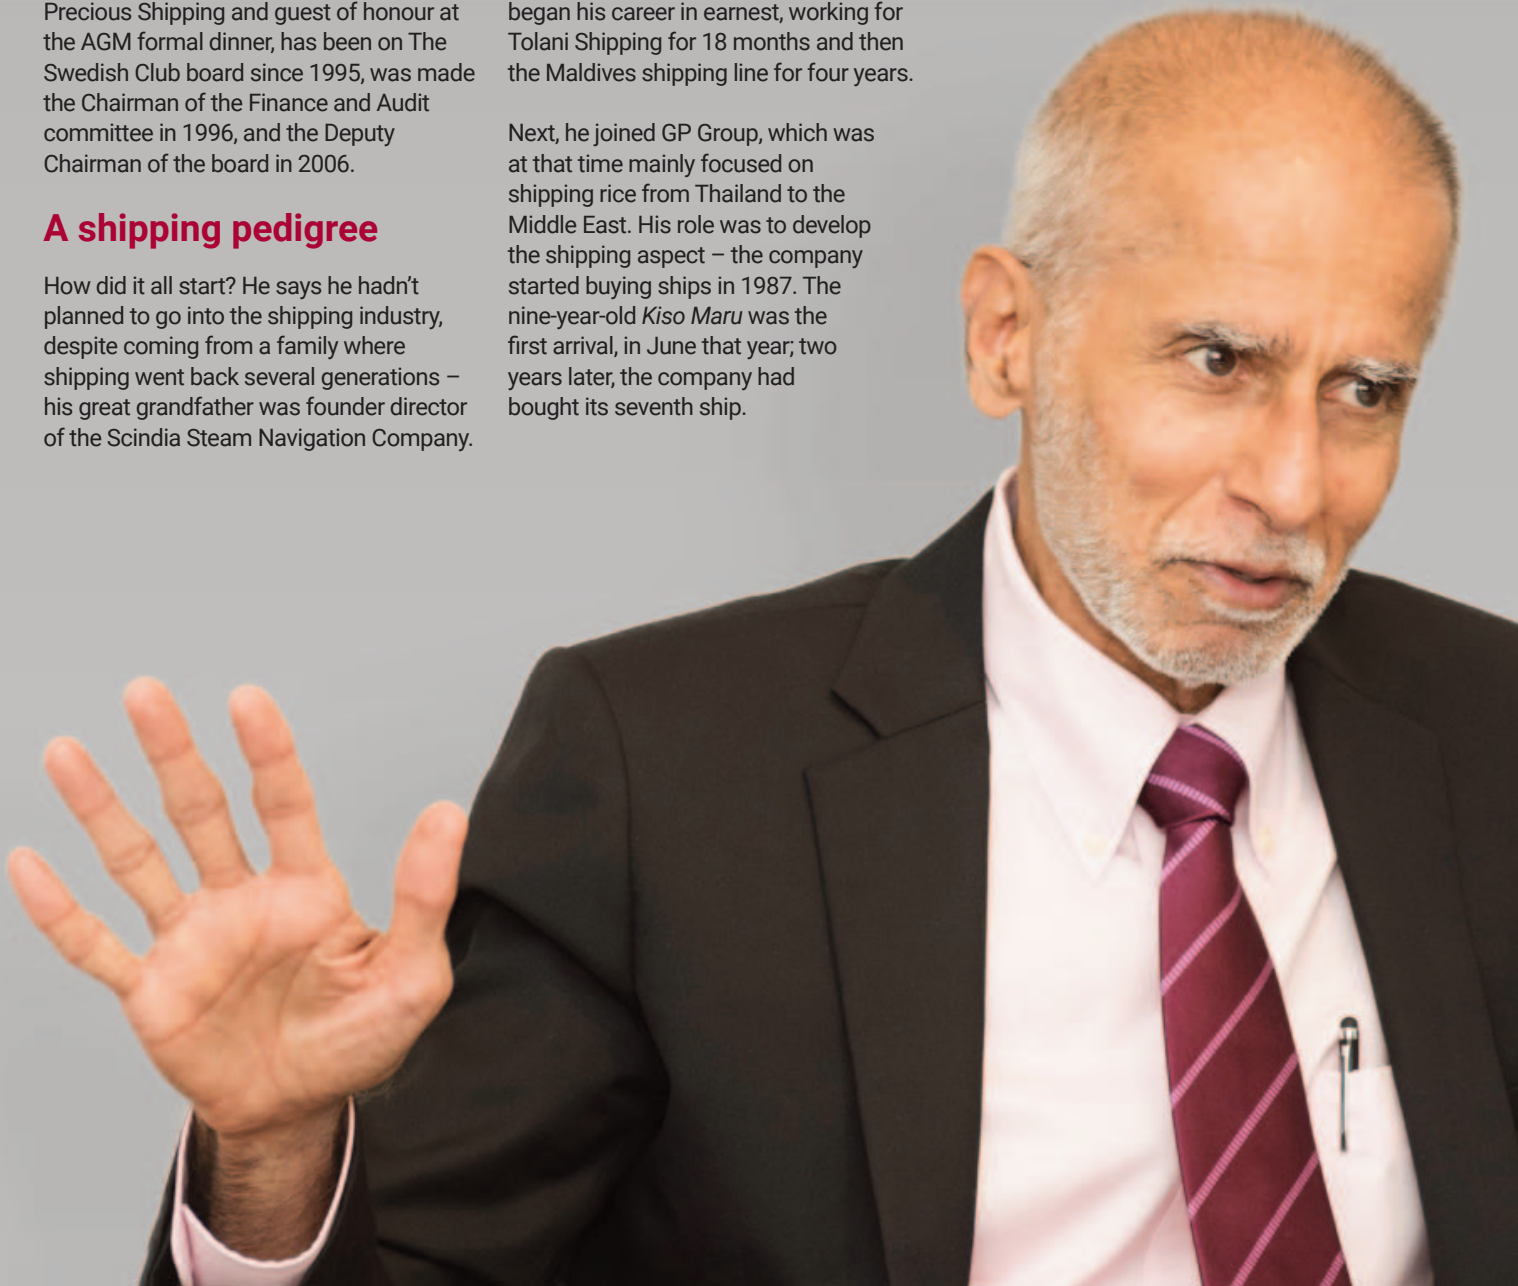 Precious Shipping and guest of honour at
the AGM formal dinner, has been on The
Swedish Club board since 1995, was made
the Chairman of the Finance and Audit
committee in 1996, and the Deputy
Chairman of the board in 2006.
A shipping pedigree
How did it all start? He says he hadn’t
planned to go into the shipping industry,
despite coming from a family where
shipping went back several generations –
his great grandfather was founder director
of the Scindia Steam Navigation Company.
began his career in earnest, working for
Tolani Shipping for 18 months and then
the Maldives shipping line for four years.
Next, he joined GP Group, which was
at that time mainly focused on
shipping rice from Thailand to the
Middle East. His role was to develop
the shipping aspect – the company
started buying ships in 1987. The
nine-year-old Kiso Maru was the
first arrival, in June that year; two
years later, the company had
bought its seventh ship.